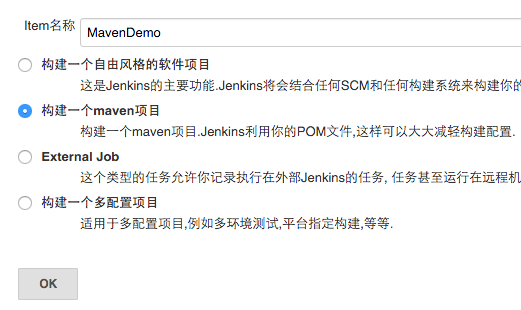 Item名称 MavenDemo
构建一个自由风格的软件项目
这是Jenkins的主要功能.Jenkins将会结合任何SCM和任何构建系统来构建你的
构建一个maven项目
构建一个maven项目.Jenkins利用你的POM文件,这样可以大大减轻构建配置.
External Job
这个类型的任务允许你记录执行在外部Jenkins的任务, 任务甚至运行在远程机
构建一个多配置项目
适用于多配置项目,例如多环境测试,平台指定构建,等等.
OK